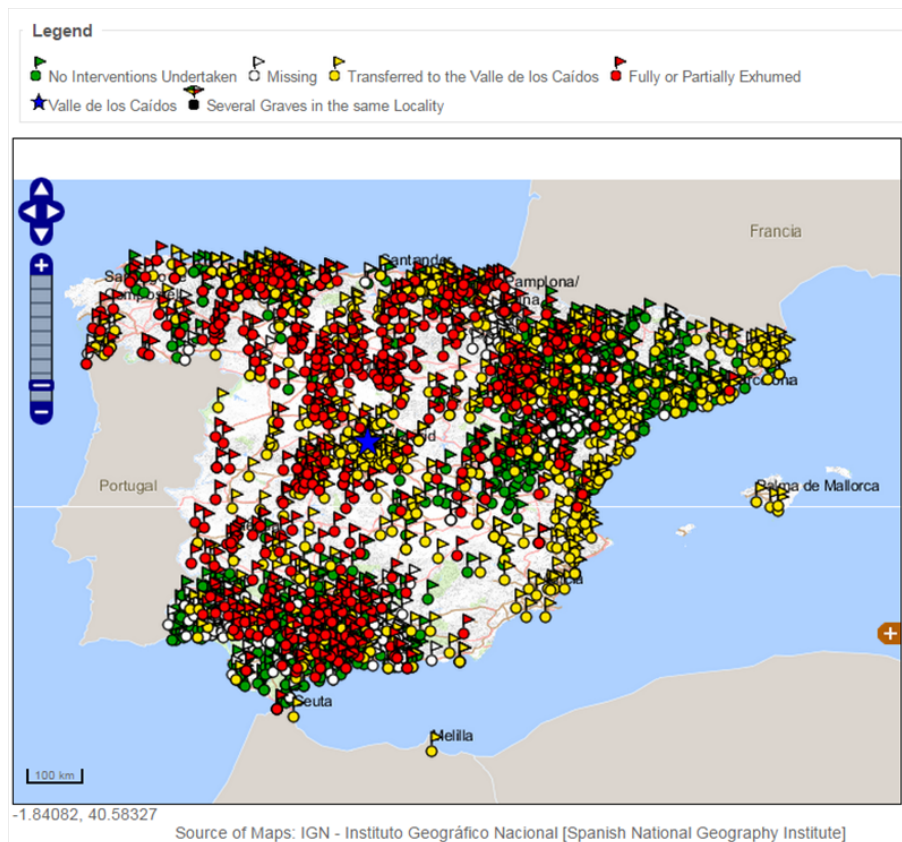 Legend
No Interventions Undertaken Missing Transferred to the Valle de los Caídos Fully or Partially Exhumed
Valle de los Caídos Several Graves in the same Locality
Francia
Santander
Pamplona/
Portugal
Palma de Mallorca
Ceuta
Melilla
100 km
-1.84082, 40.58327
Source of Maps: IGN - Instituto Geográfico Nacional [Spanish National Geography Institute]